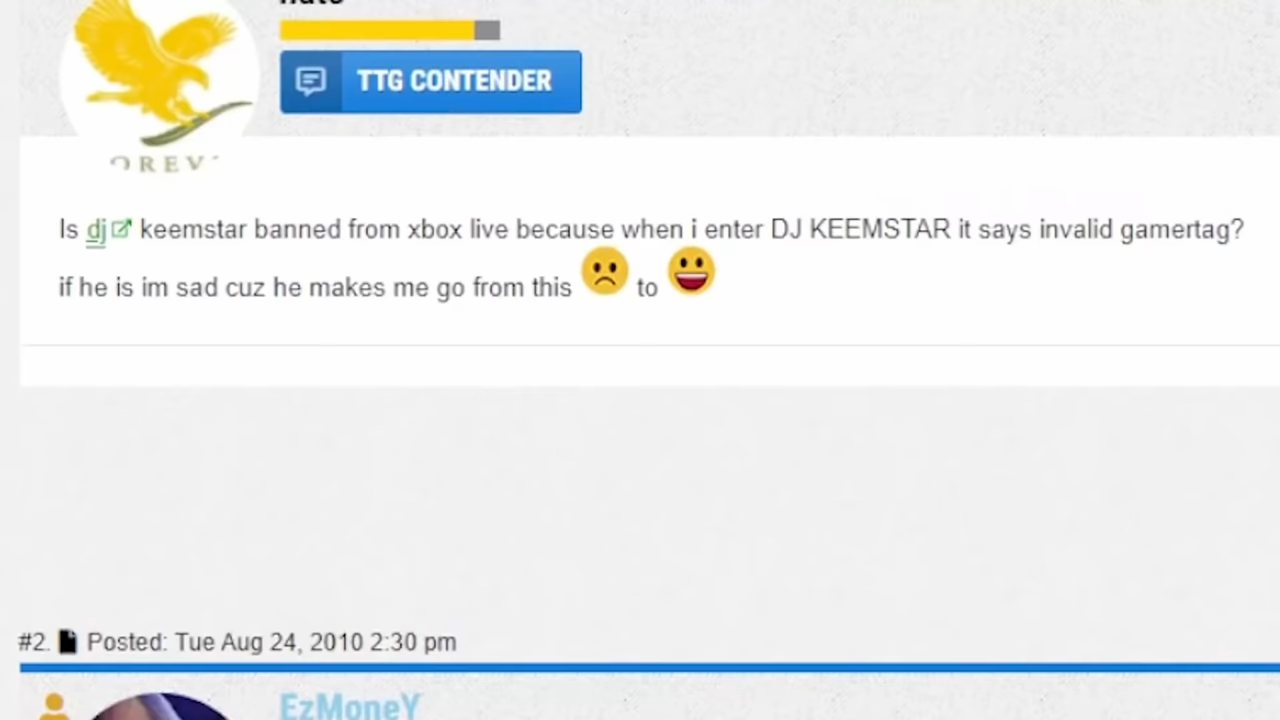 TTG CONTENDER
OREV
Is dj keemstar banned from xbox live because when i enter DJ KEEMSTAR it says invalid gamertag?
if he is im sad cuz he makes me go from this ☹ to 😃
#2. Posted: Tue Aug 24, 2010 2:30 pm
EzMoneY